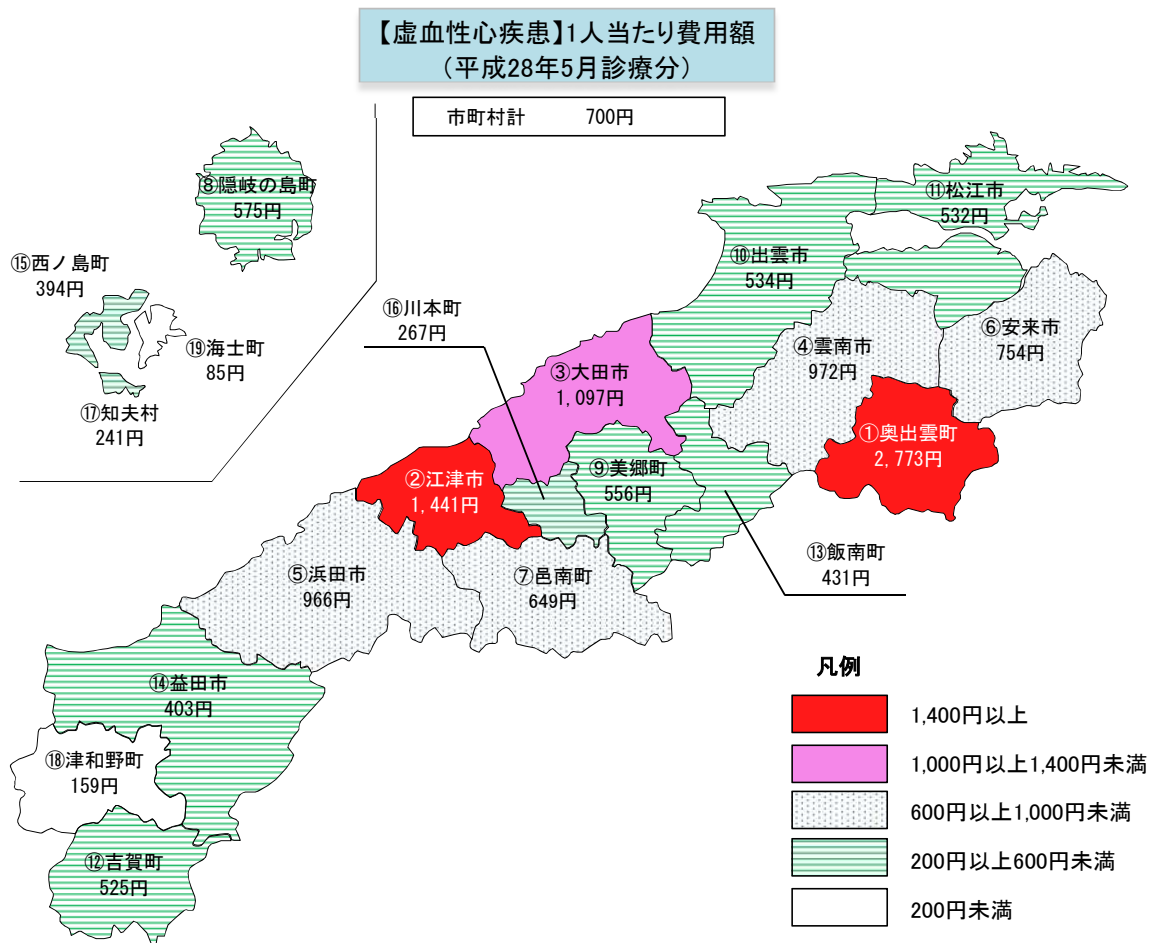 【虚血性心疾患】1人当たり費用額
（平成28年5月診療分）
市町村計 700円
⑧隠岐の島町
575円
⑮西ノ島町
394円
⑲海士町
85円
⑰知夫村
241円
⑪松江市
532円
⑩出雲市
534円
⑯川本町
267円
⑥安来市
754円
④雲南市
972円
③大田市
1,097円
①奥出雲町
2,773円
②江津市
1,441円
⑨美郷町
556円
⑬飯南町
431円
⑤浜田市
966円
⑦邑南町
649円
⑭益田市
403円
⑱津和野町
159円
⑫吉賀町
525円
凡例
1,400円以上
1,000円以上1,400円未満
600円以上1,000円未満
200円以上600円未満
200円未満